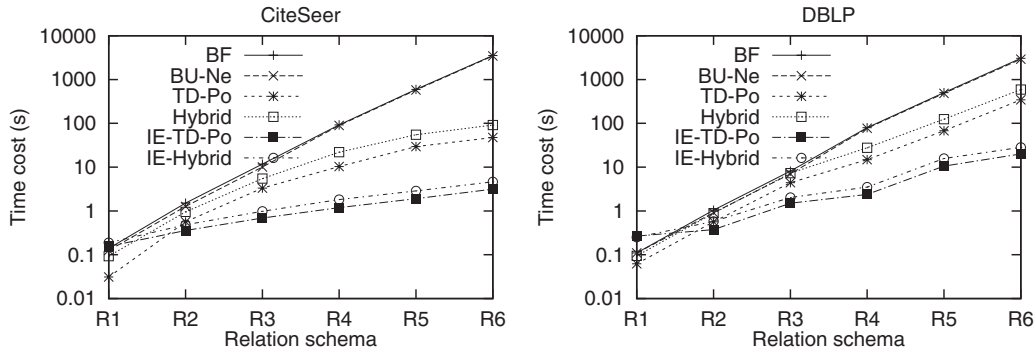 CiteSeer
10000
1000
100
10
1
0.1
0.01
Time cost (s)
BF
BU-Ne
TD-Po
Hybrid
IE-TD-Po
IE-Hybrid
R1 R2 R3 R4 R5 R6
Relation schema
DBLP
10000
1000
100
10
1
0.1
0.01
Time cost (s)
BF
BU-Ne
TD-Po
Hybrid
IE-TD-Po
IE-Hybrid
R1 R2 R3 R4 R5 R6
Relation schema